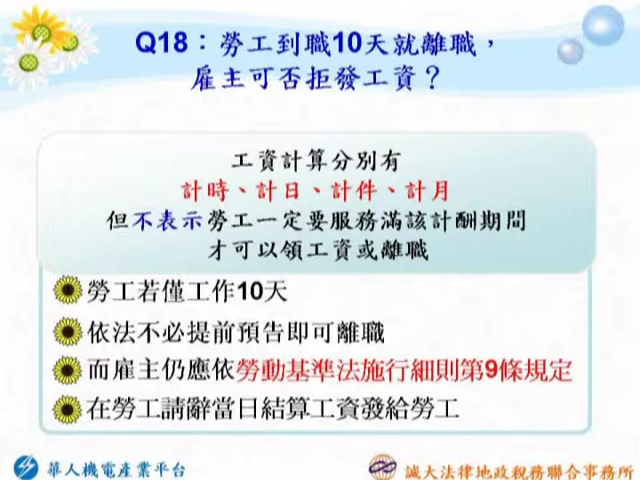 Q18：勞工到職10天就離職，
雇主可否拒發工資？
工資計算分別有
計時、計日、計件、計月
但不表示勞工一定要服務滿該計酬期間
才可以領工資或離職
勞工若僅工作10天
依法不必提前預告即可離職
而雇主仍應依勞動基準法施行細則第9條規定
在勞工請辭當日結算工資發給勞工
華人機電產業平台
誠大法律地政稅務聯合事務所